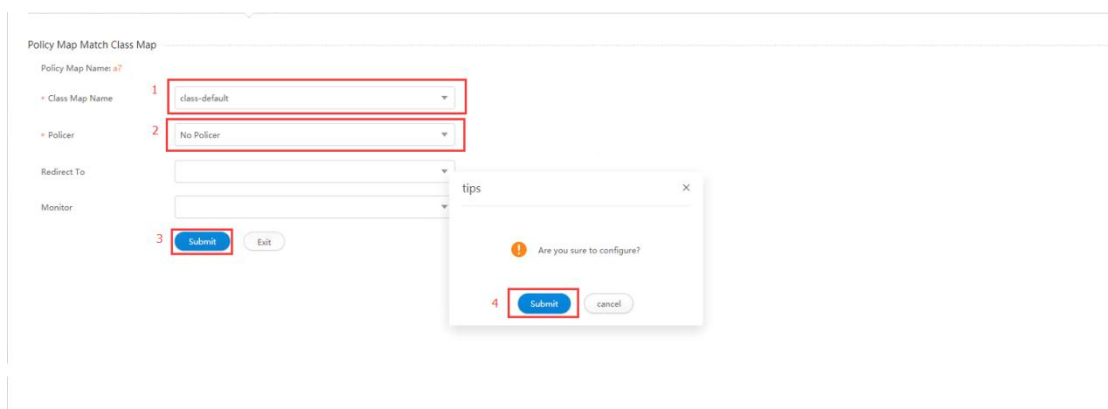 Policy Map Match Class Map
Policy Map Name: a7
* Class Map Name 1 class-default
* Policer 2 No Policer
Redirect To
tips ×
Monitor
3 Submit Exit
! Are you sure to configure?
4 Submit cancel